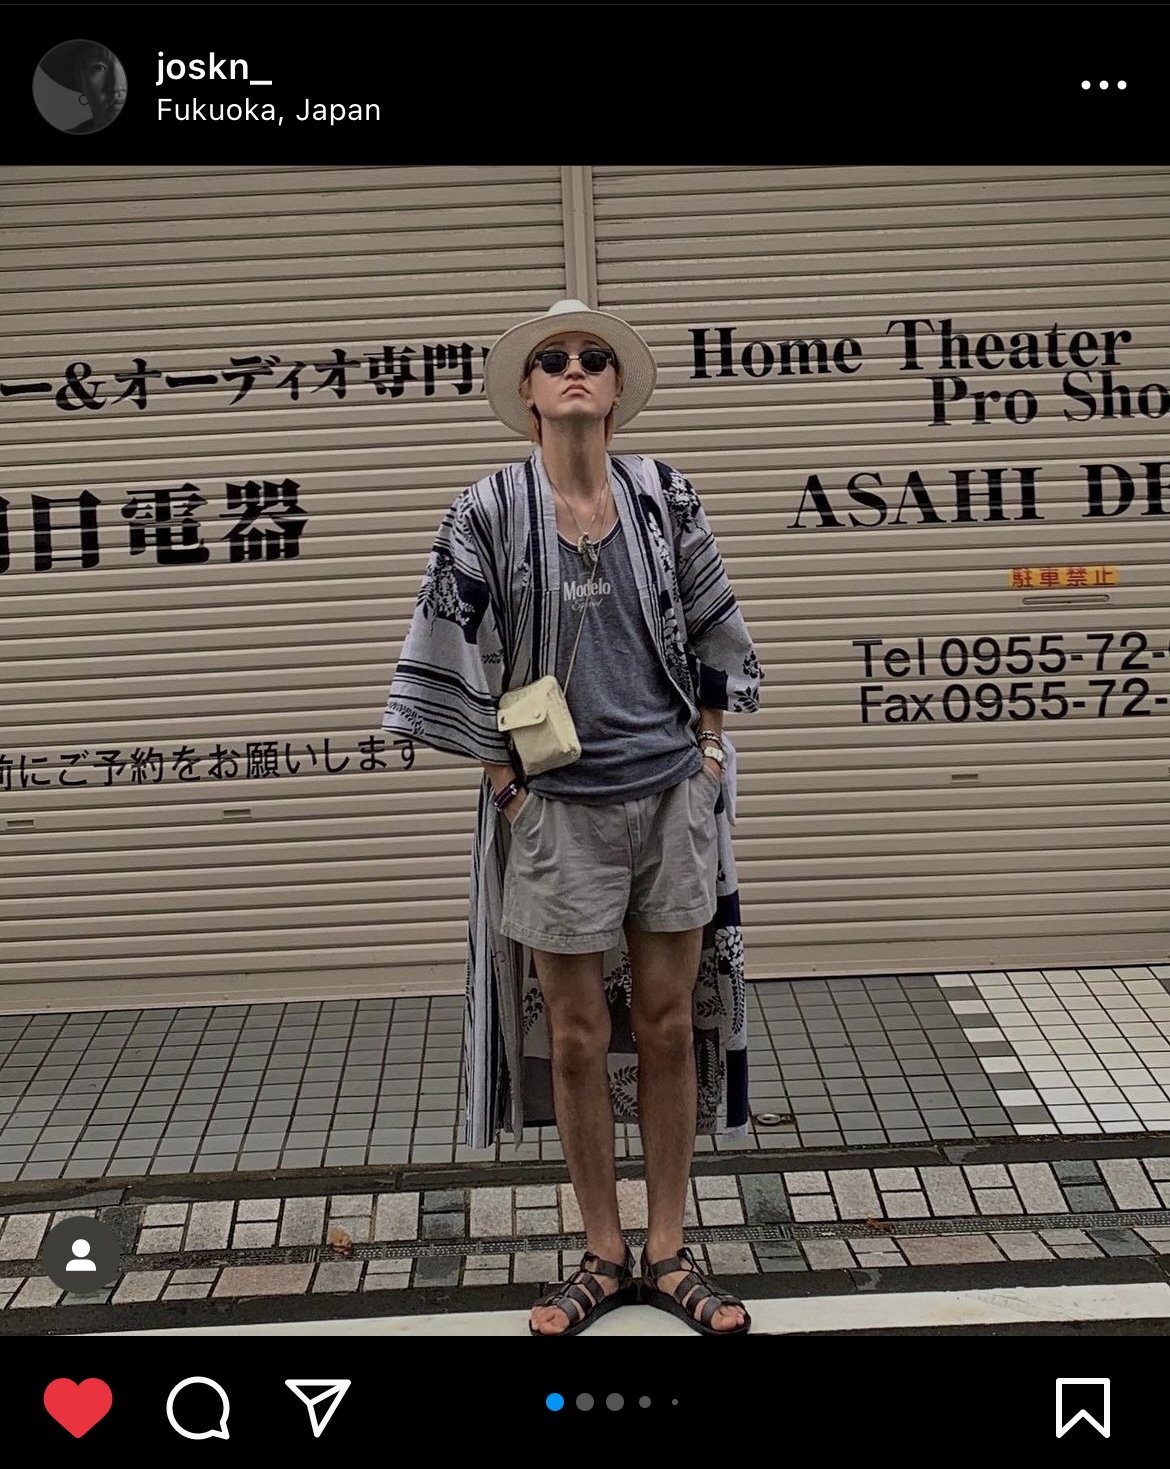 joskn_
Fukuoka, Japan
ー&オーディオ専門
日電器
前にご予約をお願いします
Home Theater
Pro Sho
ASAHI DE
駐車禁止
Tel 0955-72-
Fax 0955-72-
Modelo